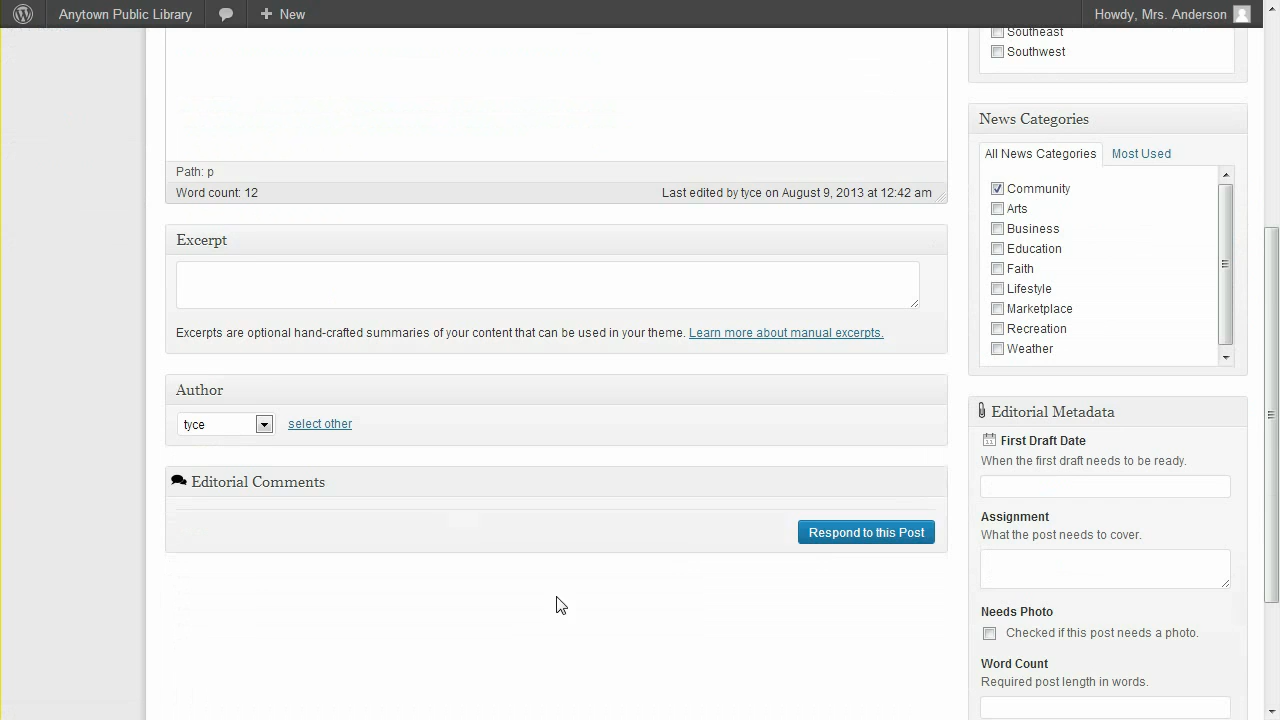 Anytown Public Library
New
Howdy, Mrs. Anderson
Path: p
Word count: 12
Last edited by tyce on August 9, 2013 at 12:42 am
Excerpt
Excerpts are optional hand-crafted summaries of your content that can be used in your theme. Learn more about manual excerpts.
Author
tyce
select other
Editorial Comments
Respond to this Post
Southeast
Southwest
News Categories
All News Categories
Most Used
Community
Arts
Business
Education
Faith
Lifestyle
Marketplace
Recreation
Weather
Editorial Metadata
First Draft Date
When the first draft needs to be ready.
Assignment
What the post needs to cover.
Needs Photo
Checked if this post needs a photo.
Word Count
Required post length in words.